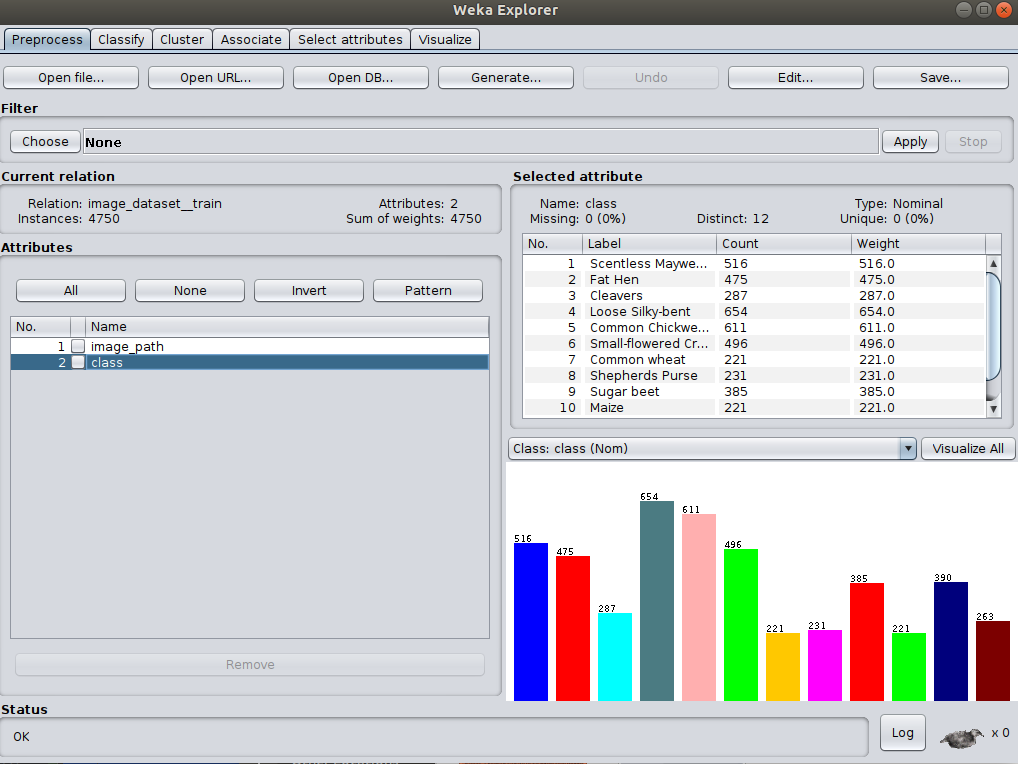 Weka Explorer
Preprocess Classify Cluster Associate Select attributes Visualize
Open file... Open URL... Open DB... Generate... Undo Edit... Save...
Filter
Choose None Apply Stop
Current relation
Relation: image_dataset__train Attributes: 2
Instances: 4750 Sum of weights: 4750
Attributes
All None Invert Pattern
No. Name
1 image_path
2 class
Remove
Selected attribute
Name: class Type: Nominal
Missing: 0 (0%) Distinct: 12 Unique: 0 (0%)
No. Label Count Weight
1 Scentless Maywe... 516 516.0
2 Fat Hen 475 475.0
3 Cleavers 287 287.0
4 Loose Silky-bent 654 654.0
5 Common Chickwe... 611 611.0
6 Small-flowered Cr... 496 496.0
7 Common wheat 221 221.0
8 Shepherds Purse 231 231.0
9 Sugar beet 385 385.0
10 Maize 221 221.0
Class: class (Nom) Visualize All
516 475 287 654 611 496 221 231 385 221 390 263
Status
OK Log x 0